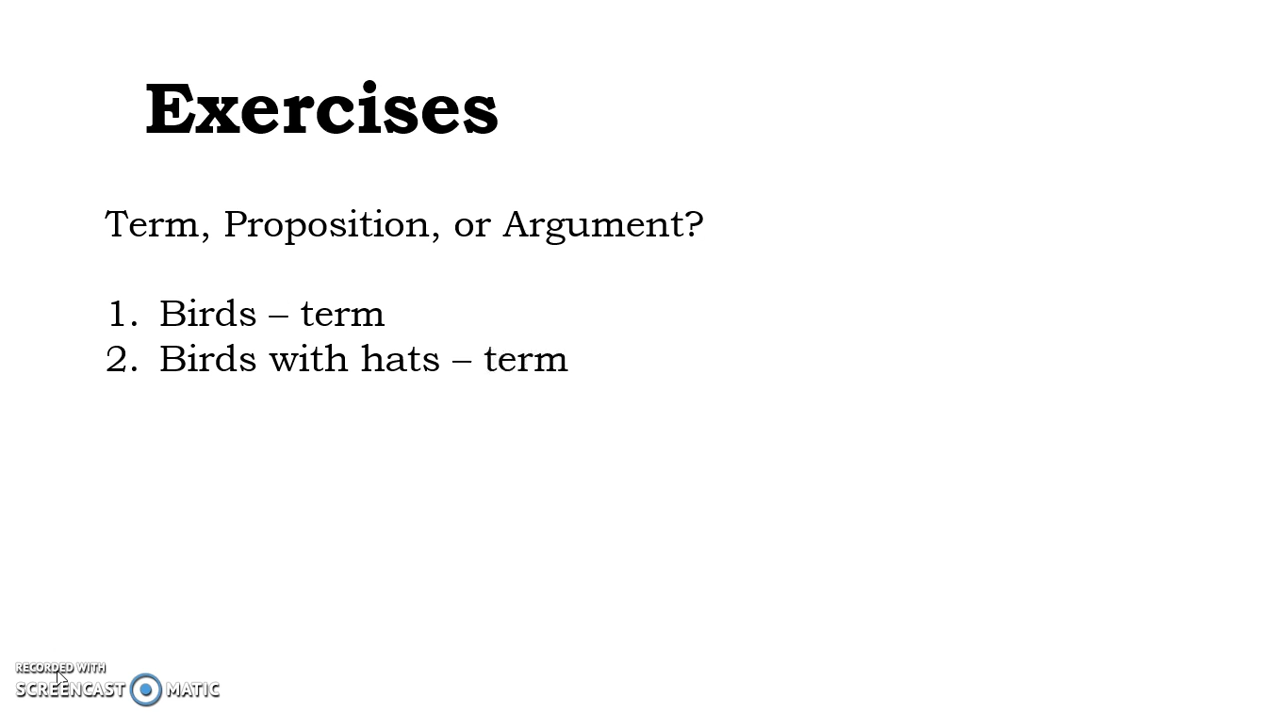 Exercises
Term, Proposition, or Argument?
1. Birds – term
2. Birds with hats – term
RECORDED WITH
SCREENCAST MATIC